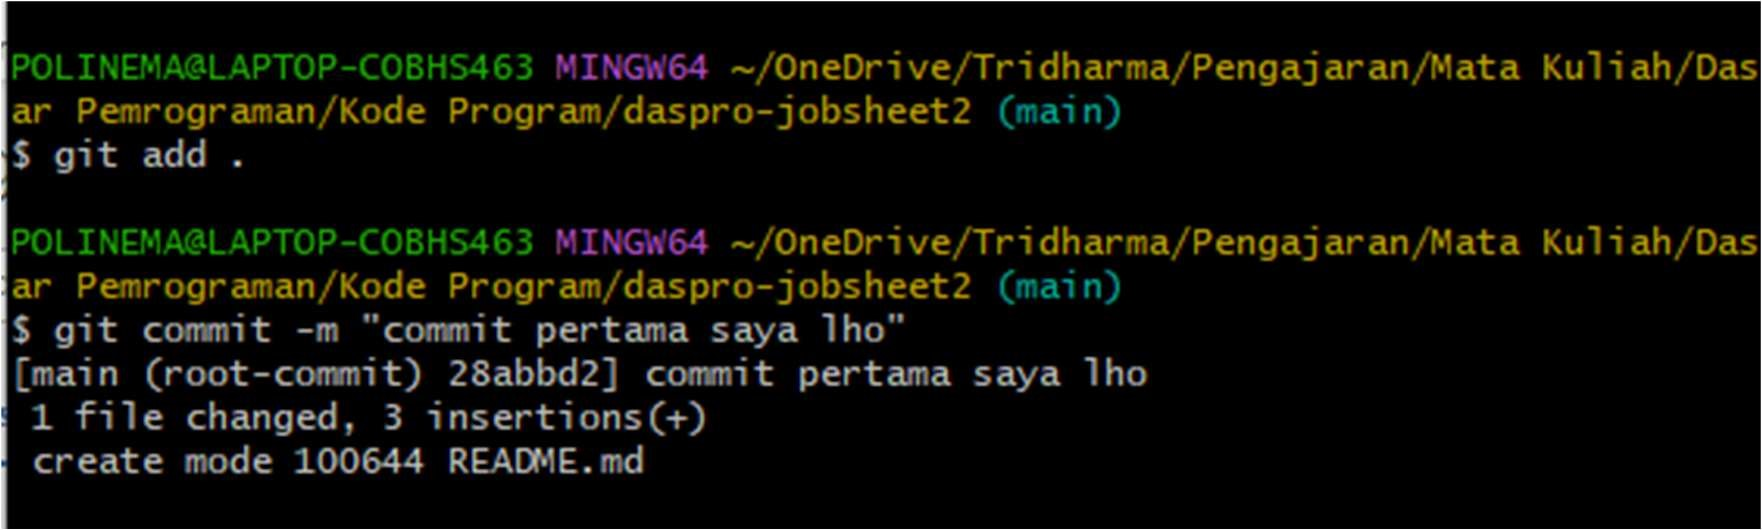 POLINEMA@LAPTOP-COBHS463 MINGW64 ~/OneDrive/Tridharma/Pengajaran/Mata Kuliah/Das
ar Pemrograman/Kode Program/daspro-jobsheet2 (main)
$ git add .
POLINEMA@LAPTOP-COBHS463 MINGW64 ~/OneDrive/Tridharma/Pengajaran/Mata Kuliah/Das
ar Pemrograman/Kode Program/daspro-jobsheet2 (main)
$ git commit -m "commit pertama saya lho"
[main (root-commit) 28abbd2] commit pertama saya lho
 1 file changed, 3 insertions(+)
 create mode 100644 README.md